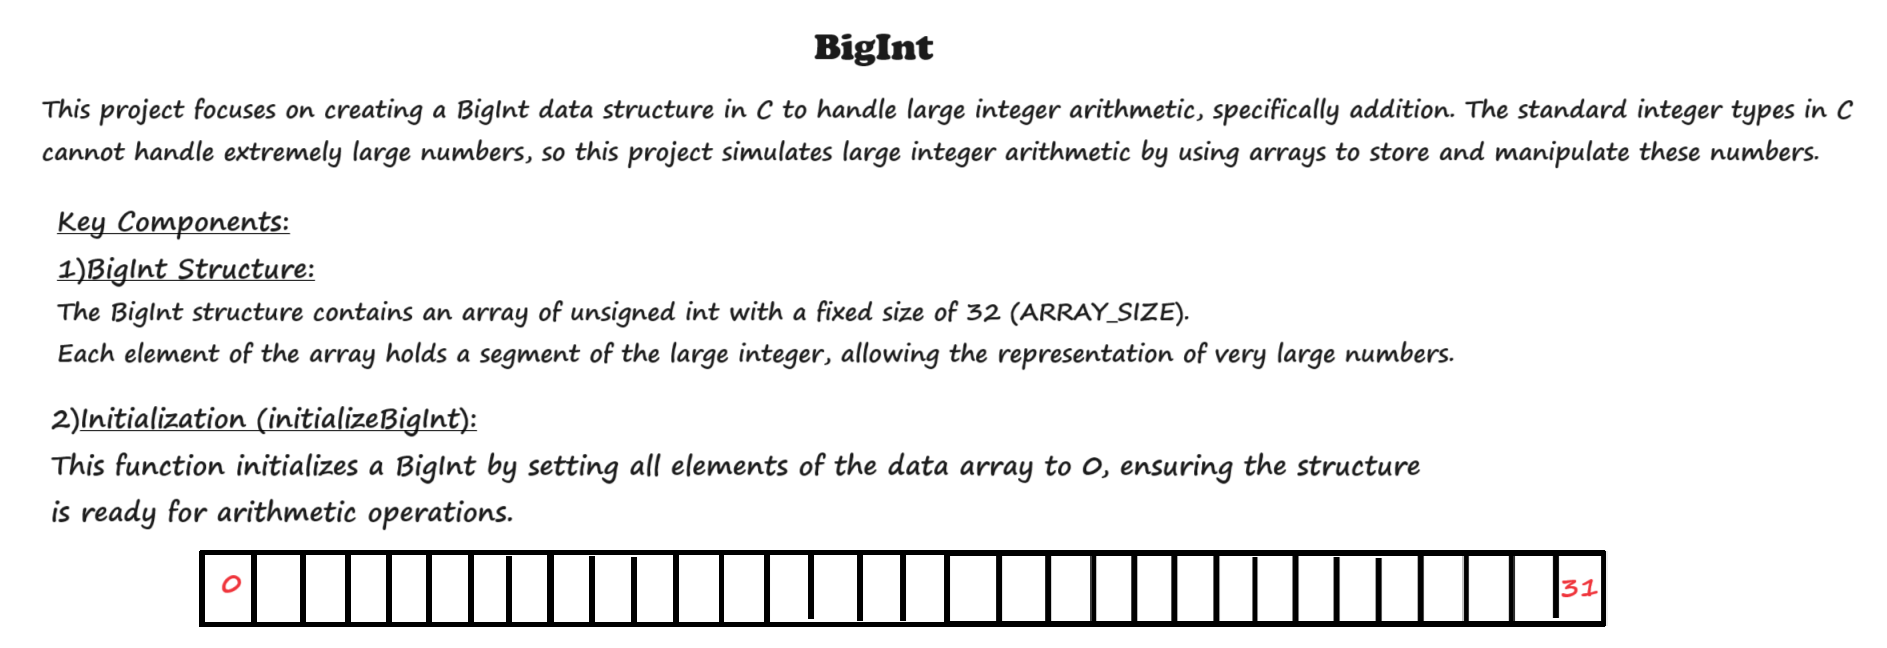 BigInt
This project focuses on creating a BigInt data structure in C to handle large integer arithmetic, specifically addition. The standard integer types in C
cannot handle extremely large numbers, so this project simulates large integer arithmetic by using arrays to store and manipulate these numbers.
Key Components:
1)BigInt Structure:
The BigInt structure contains an array of unsigned int with a fixed size of 32 (ARRAY_SIZE).
Each element of the array holds a segment of the large integer, allowing the representation of very large numbers.
2)Initialization (initializeBigInt):
This function initializes a BigInt by setting all elements of the data array to 0, ensuring the structure
is ready for arithmetic operations.
0 31